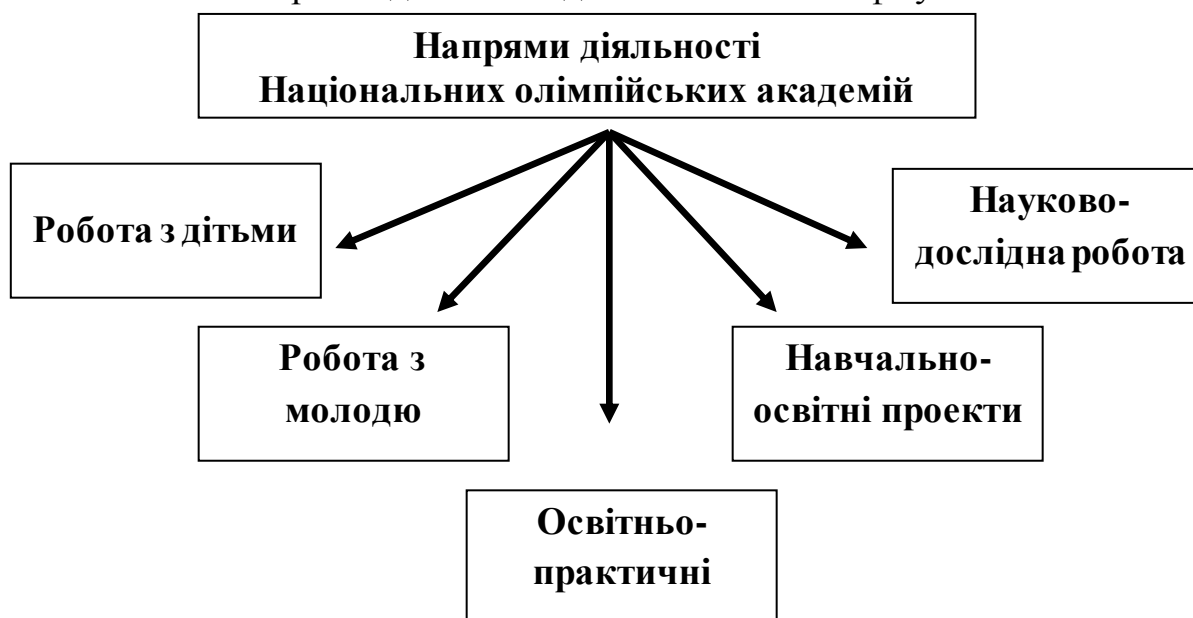 Напрями діяльності
Національних олімпійських академій
Робота з дітьми
Науково-
дослідна робота
Робота з
молодю
Навчально-
освітні проекти
Освітньо-
практичні